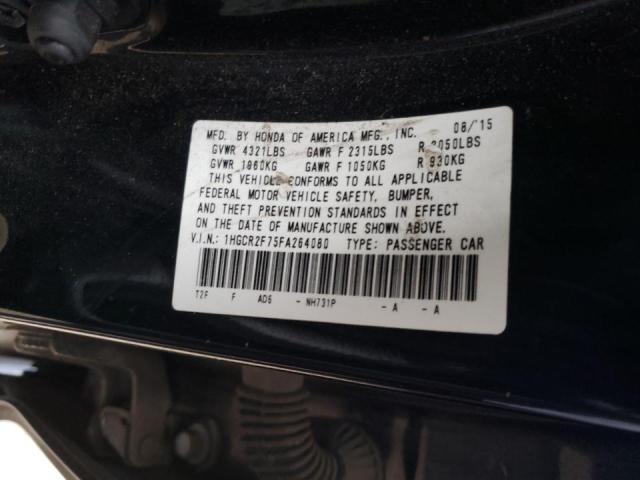 MFD. BY HONDA OF AMERICA MFG., INC. 08/'15
GVWR 4321LBS GAWR F 2315LBS R 2050LBS
GVWR 1960KG GAWR F 1050KG R 930KG
THIS VEHICLE CONFORMS TO ALL APPLICABLE
FEDERAL MOTOR VEHICLE SAFETY, BUMPER,
AND THEFT PREVENTION STANDARDS IN EFFECT
ON THE DATE OF MANUFACTURE SHOWN ABOVE.
V.I.N.: 1HGCR2F75FA264080 TYPE: PASSENGER CAR
T2F F AD6 - NH731P - A - A